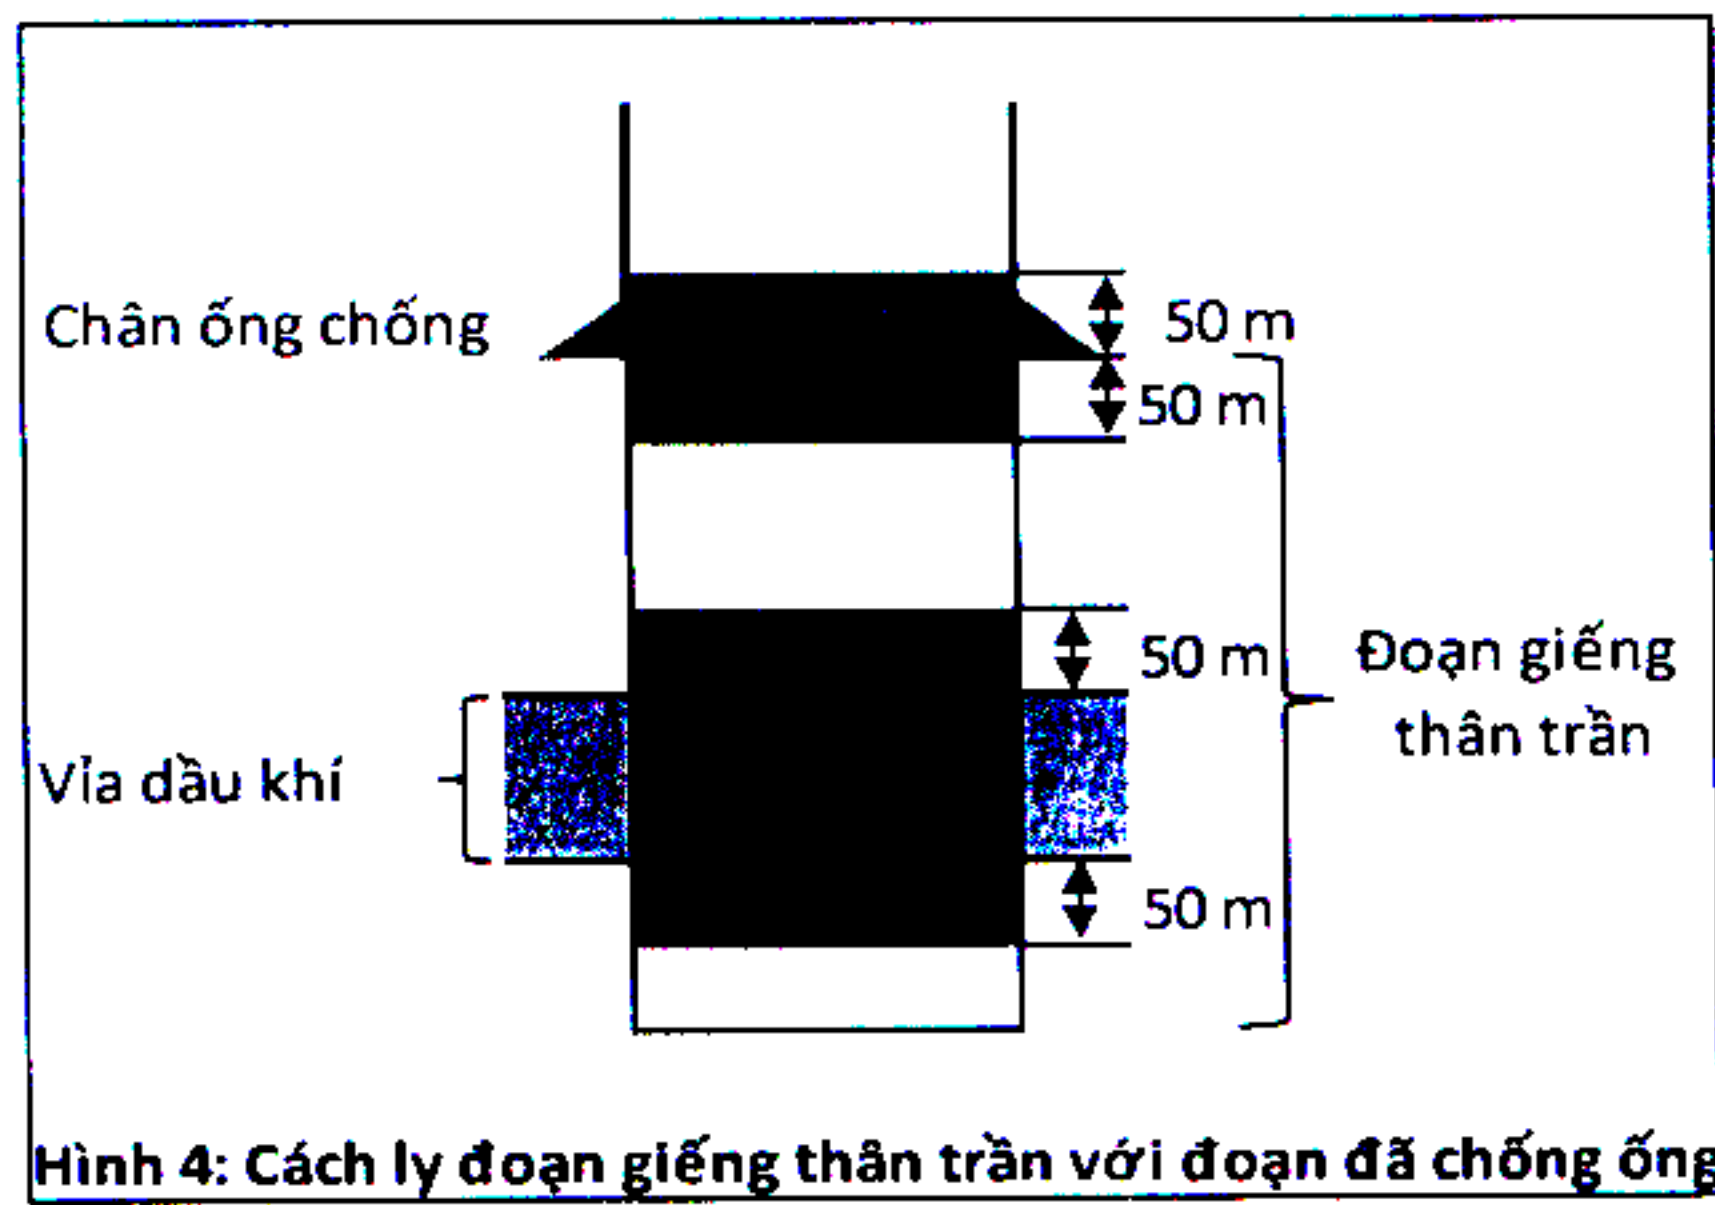 Chân ống chống
50 m
50 m
50 m
Đoạn giếng
thân trần
Vỉa dầu khí
50 m
Hình 4: Cách ly đoạn giếng thân trần với đoạn đã chống ống